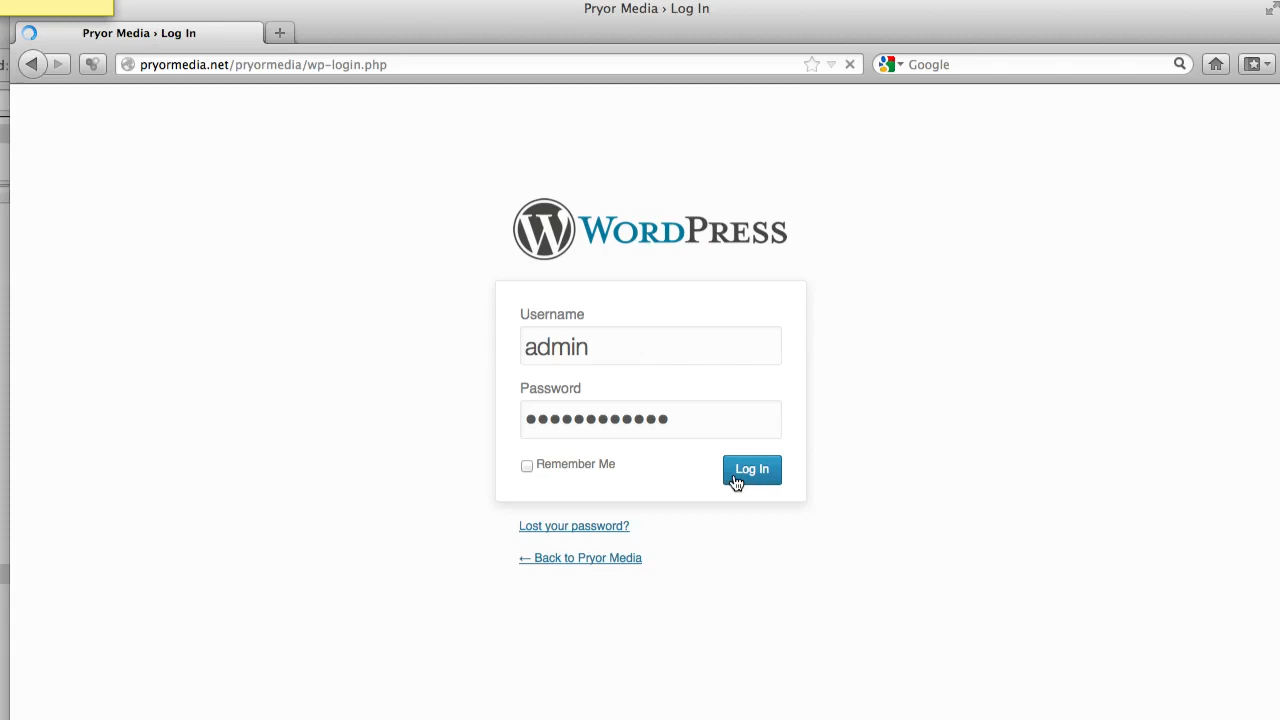 Pryor Media › Log In
Pryor Media › Log In
pryormedia.net/pryormedia/wp-login.php
Google
WORDPRESS
Username
admin
Password
Remember Me
Log In
Lost your password?
← Back to Pryor Media